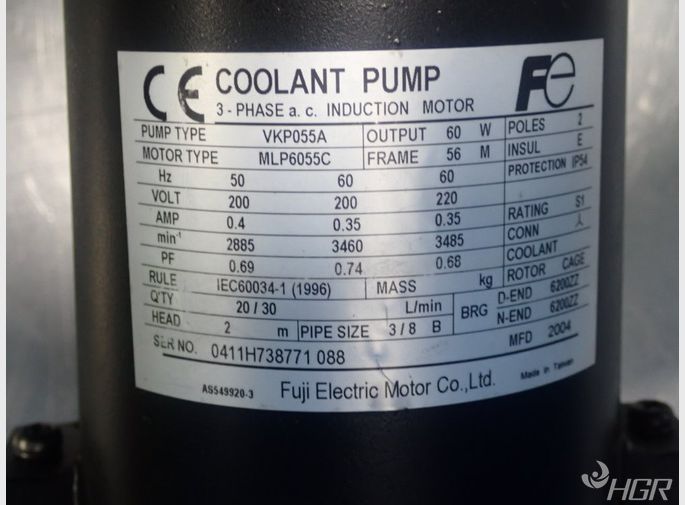 CE COOLANT PUMP Fe
3 - PHASE a. c. INDUCTION MOTOR
PUMP TYPE VKP055A OUTPUT 60 W POLES 2
MOTOR TYPE MLP6055C FRAME 56 M INSUL E
Hz 50 60 60 PROTECTION IP54
VOLT 200 200 220
AMP 0.4 0.35 0.35 RATING S1
min⁻¹ 2885 3460 3485 CONN 人
PF 0.69 0.74 0.68 COOLANT
RULE IEC60034-1 (1996) MASS kg ROTOR CAGE
Q'TY 20 / 30 L/min BRG D-END 6200ZZ
HEAD 2 m PIPE SIZE 3 / 8 B N-END 6200ZZ
SER NO. 0411H738771 088 MFD 2004
AS549920-3 Fuji Electric Motor Co.,Ltd. Made in Taiwan
HGR